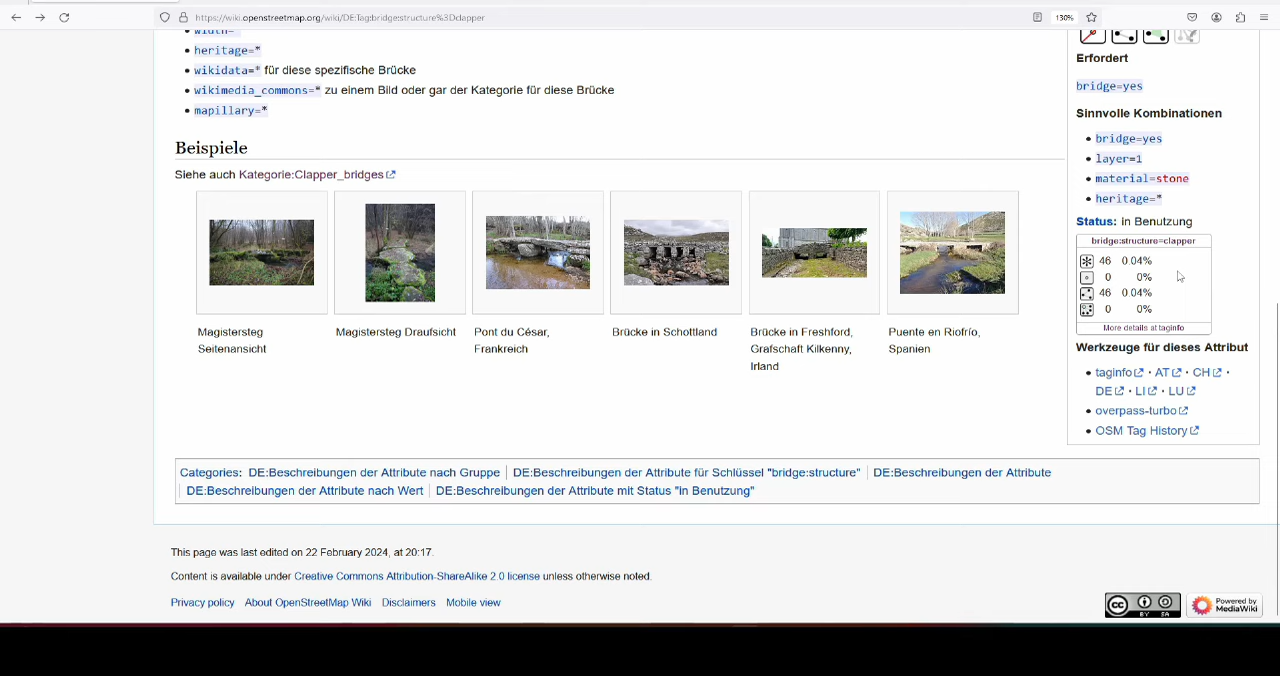 https://wiki.openstreetmap.org/wiki/DE:Tag:bridge:structure%3Dclapper
130%
width=
heritage=*
wikidata=* für diese spezifische Brücke
wikimedia_commons=* zu einem Bild oder gar der Kategorie für diese Brücke
mapillary=*
Beispiele
Siehe auch Kategorie:Clapper_bridges
Magistersteg
Seitenansicht
Magistersteg Draufsicht
Pont du César,
Frankreich
Brücke in Schottland
Brücke in Freshford,
Grafschaft Kilkenny,
Irland
Puente en Riofrío,
Spanien
Erfordert
bridge=yes
Sinnvolle Kombinationen
bridge=yes
layer=1
material=stone
heritage=*
Status: in Benutzung
bridge:structure=clapper
46 0.04%
0 0%
46 0.04%
0 0%
More details at taginfo
Werkzeuge für dieses Attribut
taginfo · AT · CH ·
DE · LI · LU
overpass-turbo
OSM Tag History
Categories: DE:Beschreibungen der Attribute nach Gruppe | DE:Beschreibungen der Attribute für Schlüssel "bridge:structure" | DE:Beschreibungen der Attribute
| DE:Beschreibungen der Attribute nach Wert | DE:Beschreibungen der Attribute mit Status "in Benutzung"
This page was last edited on 22 February 2024, at 20:17.
Content is available under Creative Commons Attribution-ShareAlike 2.0 license unless otherwise noted.
Privacy policy About OpenStreetMap Wiki Disclaimers Mobile view
cc BY SA
Powered by
MediaWiki